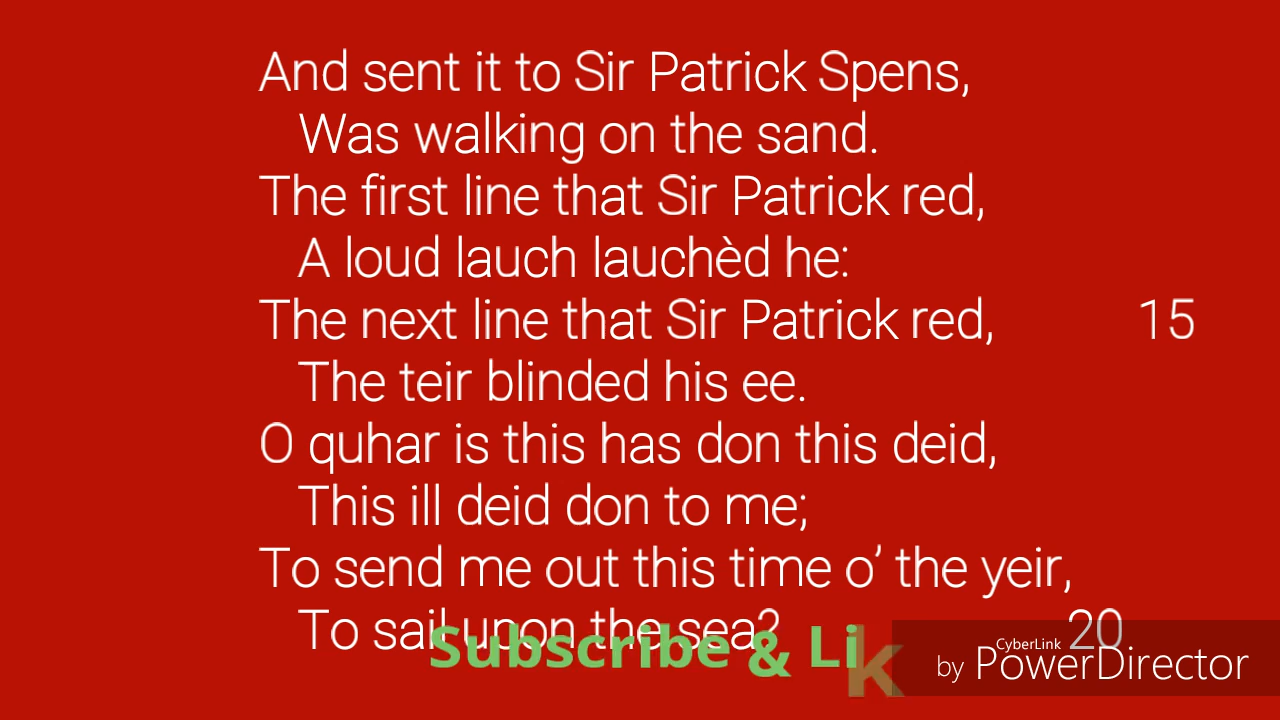 And sent it to Sir Patrick Spens,
Was walking on the sand.
The first line that Sir Patrick red,
A loud lauch lauchèd he:
The next line that Sir Patrick red, 15
The teir blinded his ee.
O quhar is this has don this deid,
This ill deid don to me;
To send me out this time o’ the yeir,
To sail upon the sea? 20
Subscribe & Lik
by CyberLink PowerDirector